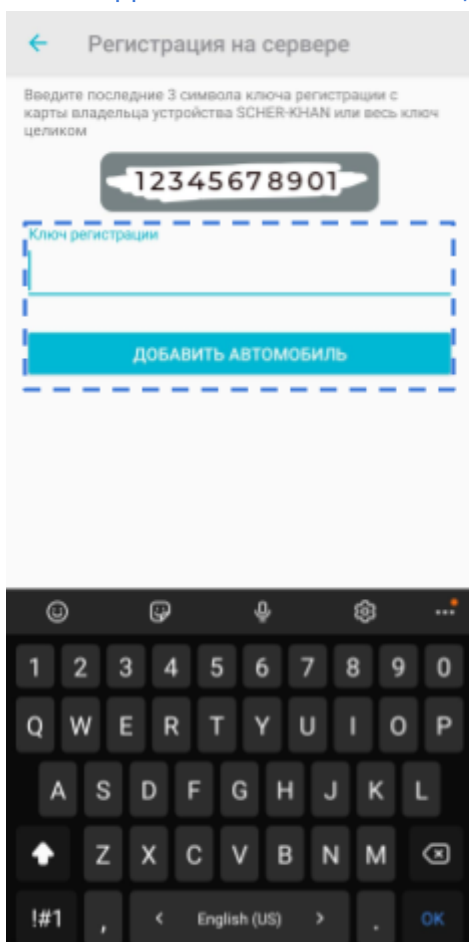 Регистрация на сервере
Введите последние 3 символа ключа регистрации с
карты владельца устройства SCHER-KHAN или весь ключ
целиком
12345678901
Ключ регистрации
ДОБАВИТЬ АВТОМОБИЛЬ
1 2 3 4 5 6 7 8 9 0
Q W E R T Y U I O P
A S D F G H J K L
Z X C V B N M
!#1 , < English (US) > . OK